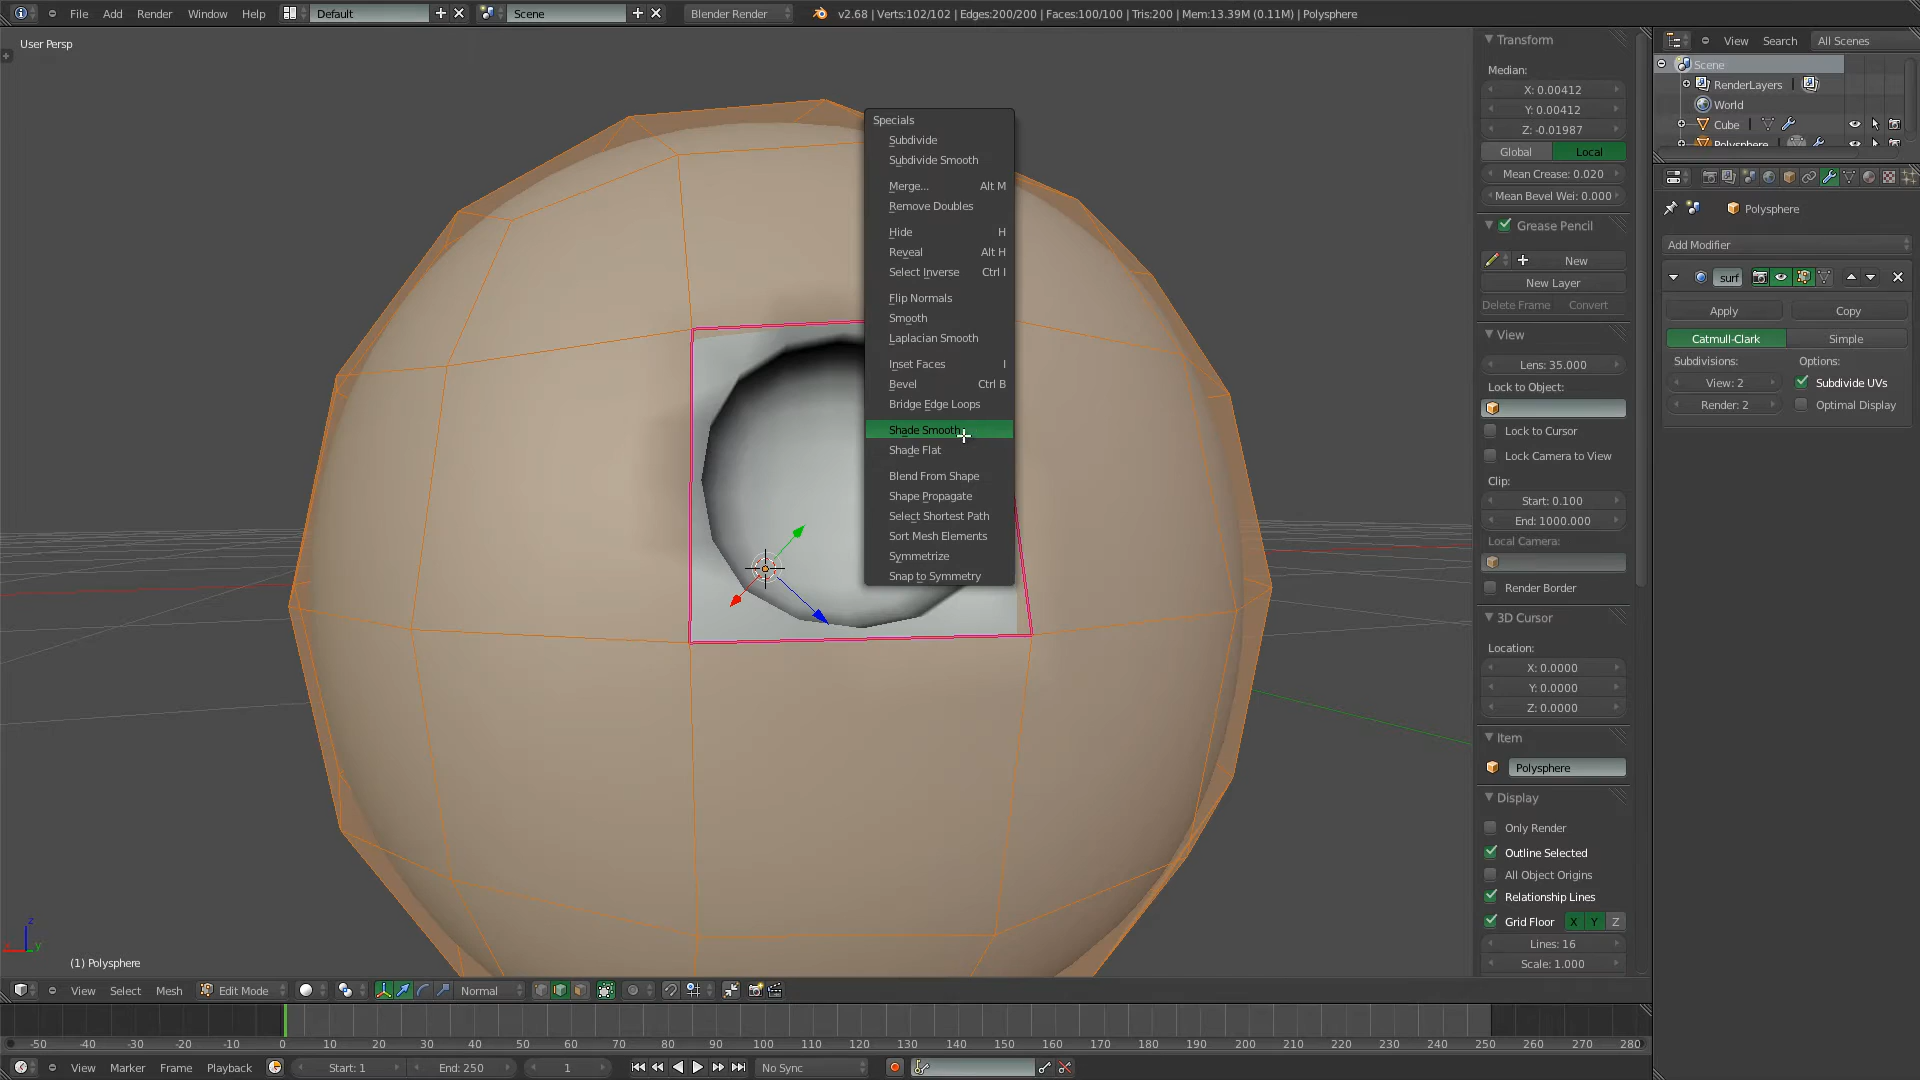 File Add Render Window Help Default Scene Blender Render v2.68 | Verts:102/102 | Edges:200/200 | Faces:100/100 | Tris:200 | Mem:13.39M (0.11M) | Polysphere
User Persp
Specials
Subdivide
Subdivide Smooth
Merge... Alt M
Remove Doubles
Hide H
Reveal Alt H
Select Inverse Ctrl I
Flip Normals
Smooth
Laplacian Smooth
Inset Faces I
Bevel Ctrl B
Bridge Edge Loops
Shade Smooth
Shade Flat
Blend From Shape
Shape Propagate
Select Shortest Path
Sort Mesh Elements
Symmetrize
Snap to Symmetry
z
x y
(1) Polysphere
Transform
Median:
X: 0.00412
Y: 0.00412
Z: -0.01987
Global Local
Mean Crease: 0.020
Mean Bevel Wei: 0.000
Grease Pencil
New
New Layer
Delete Frame Convert
View
Lens: 35.000
Lock to Object:
Lock to Cursor
Lock Camera to View
Clip:
Start: 0.100
End: 1000.000
Local Camera:
Render Border
3D Cursor
Location:
X: 0.0000
Y: 0.0000
Z: 0.0000
Item
Polysphere
Display
Only Render
Outline Selected
All Object Origins
Relationship Lines
Grid Floor X Y Z
Lines: 16
Scale: 1.000
View Search All Scenes
Scene
RenderLayers
World
Cube
Polysphere
Polysphere
Add Modifier
surf
Apply Copy
Catmull-Clark Simple
Subdivisions: Options:
View: 2 Subdivide UVs
Render: 2 Optimal Display
View Select Mesh Edit Mode Normal
-50 -40 -30 -20 -10 0 10 20 30 40 50 60 70 80 90 100 110 120 130 140 150 160 170 180 190 200 210 220 230 240 250 260 270 280
View Marker Frame Playback Start: 1 End: 250 1 No Sync